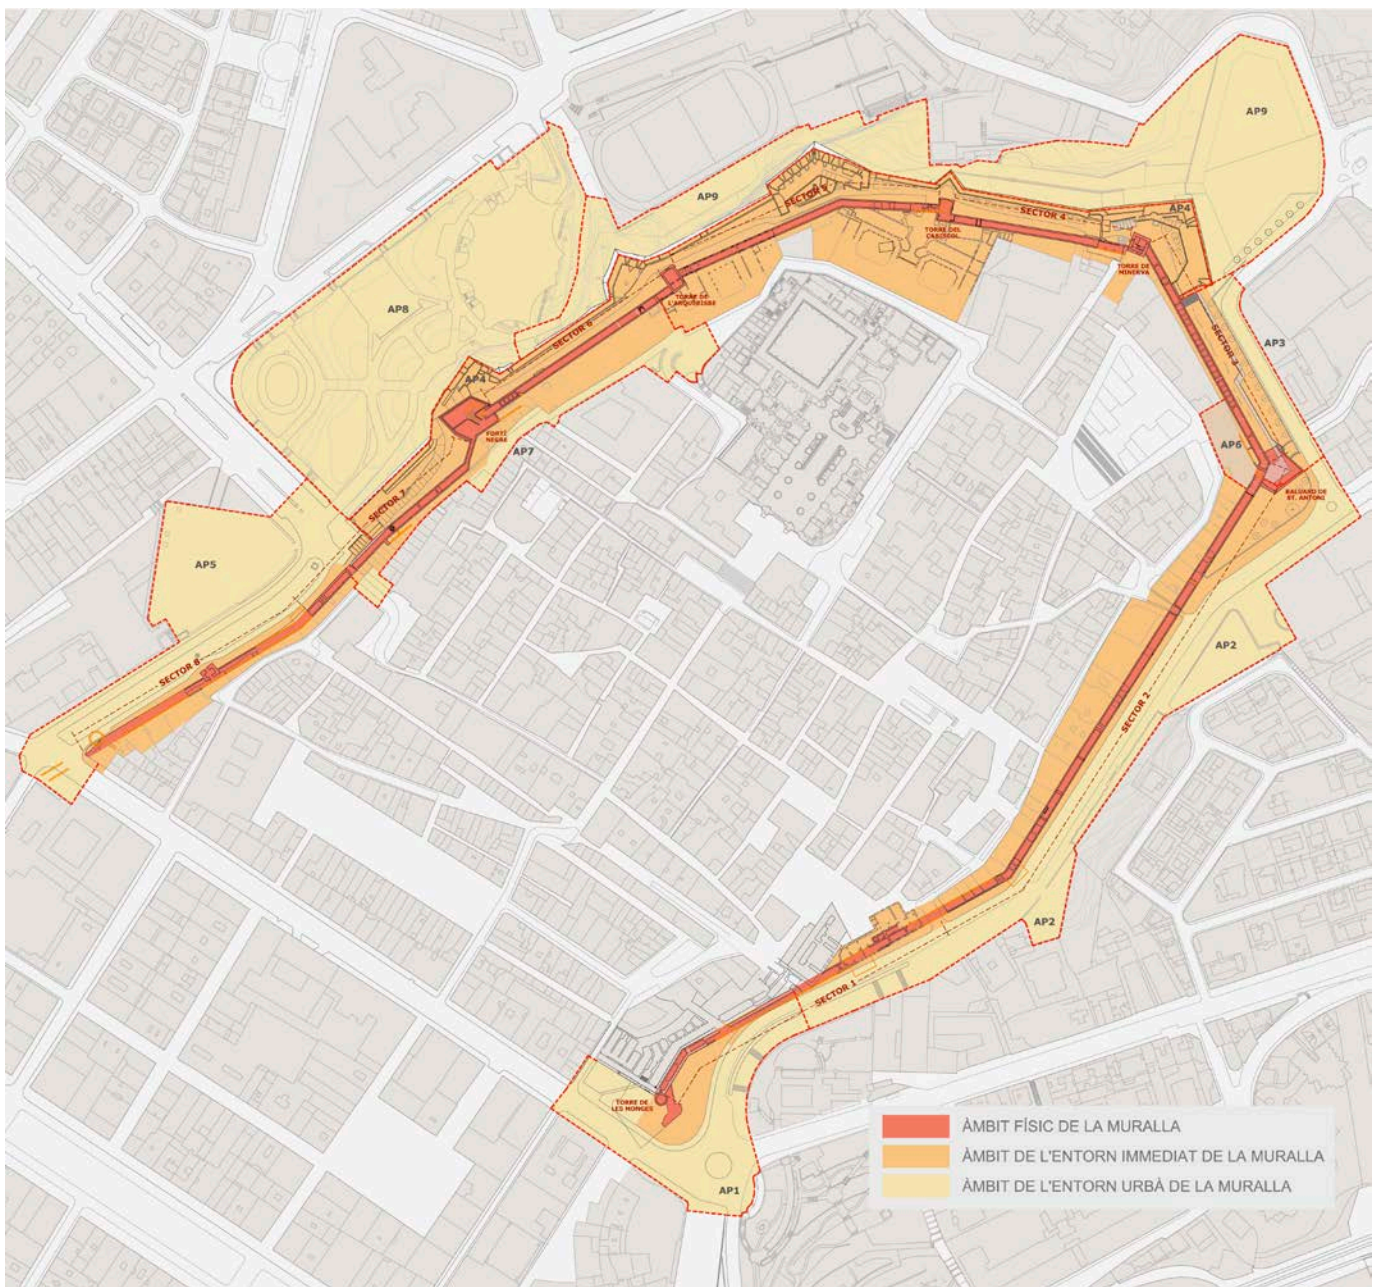 AP9
AP9
SECTOR 5
SECTOR 4
AP4
TORRE DEL
CABISCOL
TORRE DE
MINERVA
TORRE DE
L'ARQUEBISBE
AP8
SECTOR 6
SECTOR 3
AP3
AP4
FORTÍ
NEGRE
AP7
AP6
BALUARD DE
ST. ANTONI
SECTOR 7
AP5
AP2
SECTOR 8
SECTOR 2
AP2
SECTOR 1
TORRE DE
LES MONGES
AP1
ÀMBIT FÍSIC DE LA MURALLA
ÀMBIT DE L'ENTORN IMMEDIAT DE LA MURALLA
ÀMBIT DE L'ENTORN URBÀ DE LA MURALLA